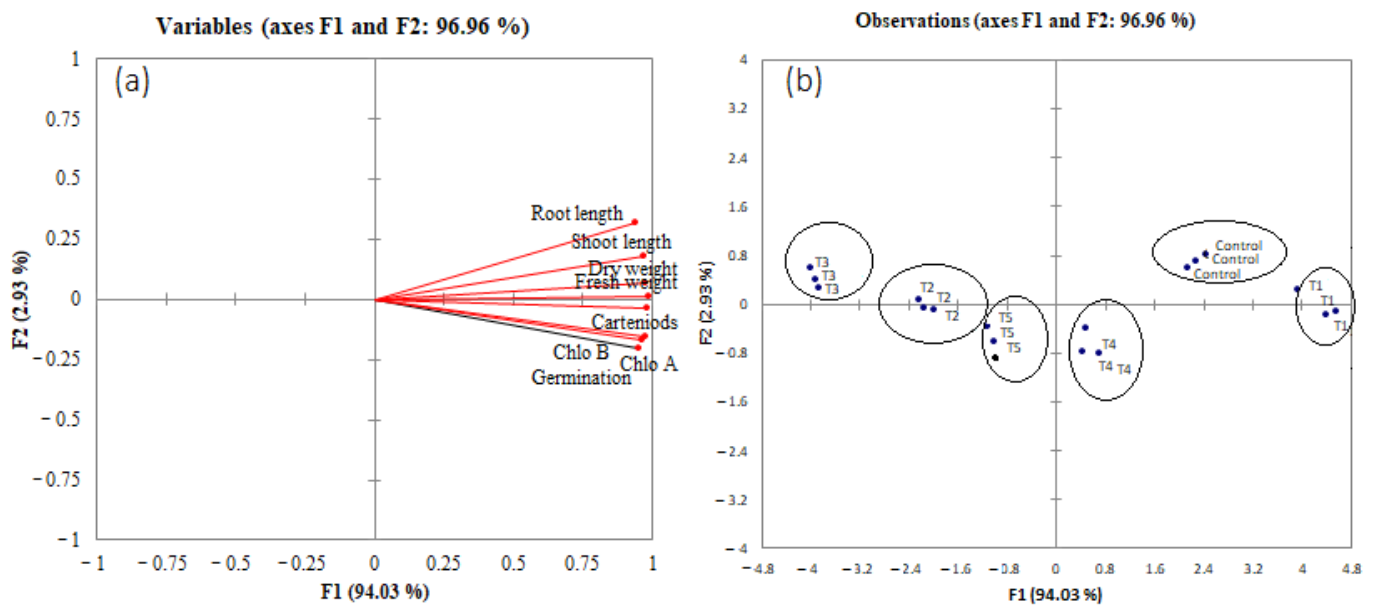 Variables (axes F1 and F2: 96.96 %)
(a)
1
0.75
0.5
0.25
0
−0.25
−0.5
−0.75
−1
F2 (2.93 %)
Root length
Shoot length
Dry weight
Fresh weight
Carteniods
Chlo B
Chlo A
Germination
−1
−0.75
−0.5
−0.25
0
0.25
0.5
0.75
1
F1 (94.03 %)
Observations (axes F1 and F2: 96.96 %)
(b)
4
3.2
2.4
1.6
0.8
0
−0.8
−1.6
−2.4
−3.2
−4
F2 (2.93 %)
Control
Control
Control
T3
T3
T3
T2
T2
T2
T1
T1
T1
T5
T5
T5
T4
T4
T4
−4.8
−4
−3.2
−2.4
−1.6
−0.8
0
0.8
1.6
2.4
3.2
4
4.8
F1 (94.03 %)